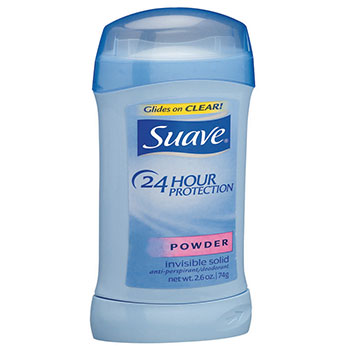 Glides on CLEAR!
Suave
24 HOUR
PROTECTION
POWDER
invisible solid
anti-perspirant/deodorant
net wt. 2.6 oz. / 74g